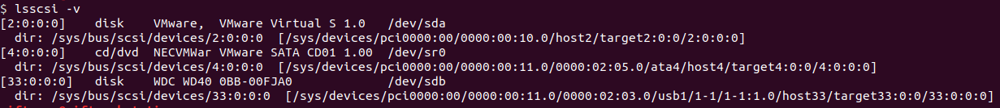 $ lsscsi -v
[2:0:0:0]    disk    VMware,  VMware Virtual S 1.0   /dev/sda
  dir: /sys/bus/scsi/devices/2:0:0:0  [/sys/devices/pci0000:00/0000:00:10.0/host2/target2:0:0/2:0:0:0]
[4:0:0:0]    cd/dvd  NECVMWar VMware SATA CD01 1.00  /dev/sr0
  dir: /sys/bus/scsi/devices/4:0:0:0  [/sys/devices/pci0000:00/0000:00:11.0/0000:02:05.0/ata4/host4/target4:0:0/4:0:0:0]
[33:0:0:0]   disk    WDC WD40 0BB-00FJA0             /dev/sdb
  dir: /sys/bus/scsi/devices/33:0:0:0  [/sys/devices/pci0000:00/0000:00:11.0/0000:02:03.0/usb1/1-1/1-1:1.0/host33/target33:0:0/33:0:0:0]